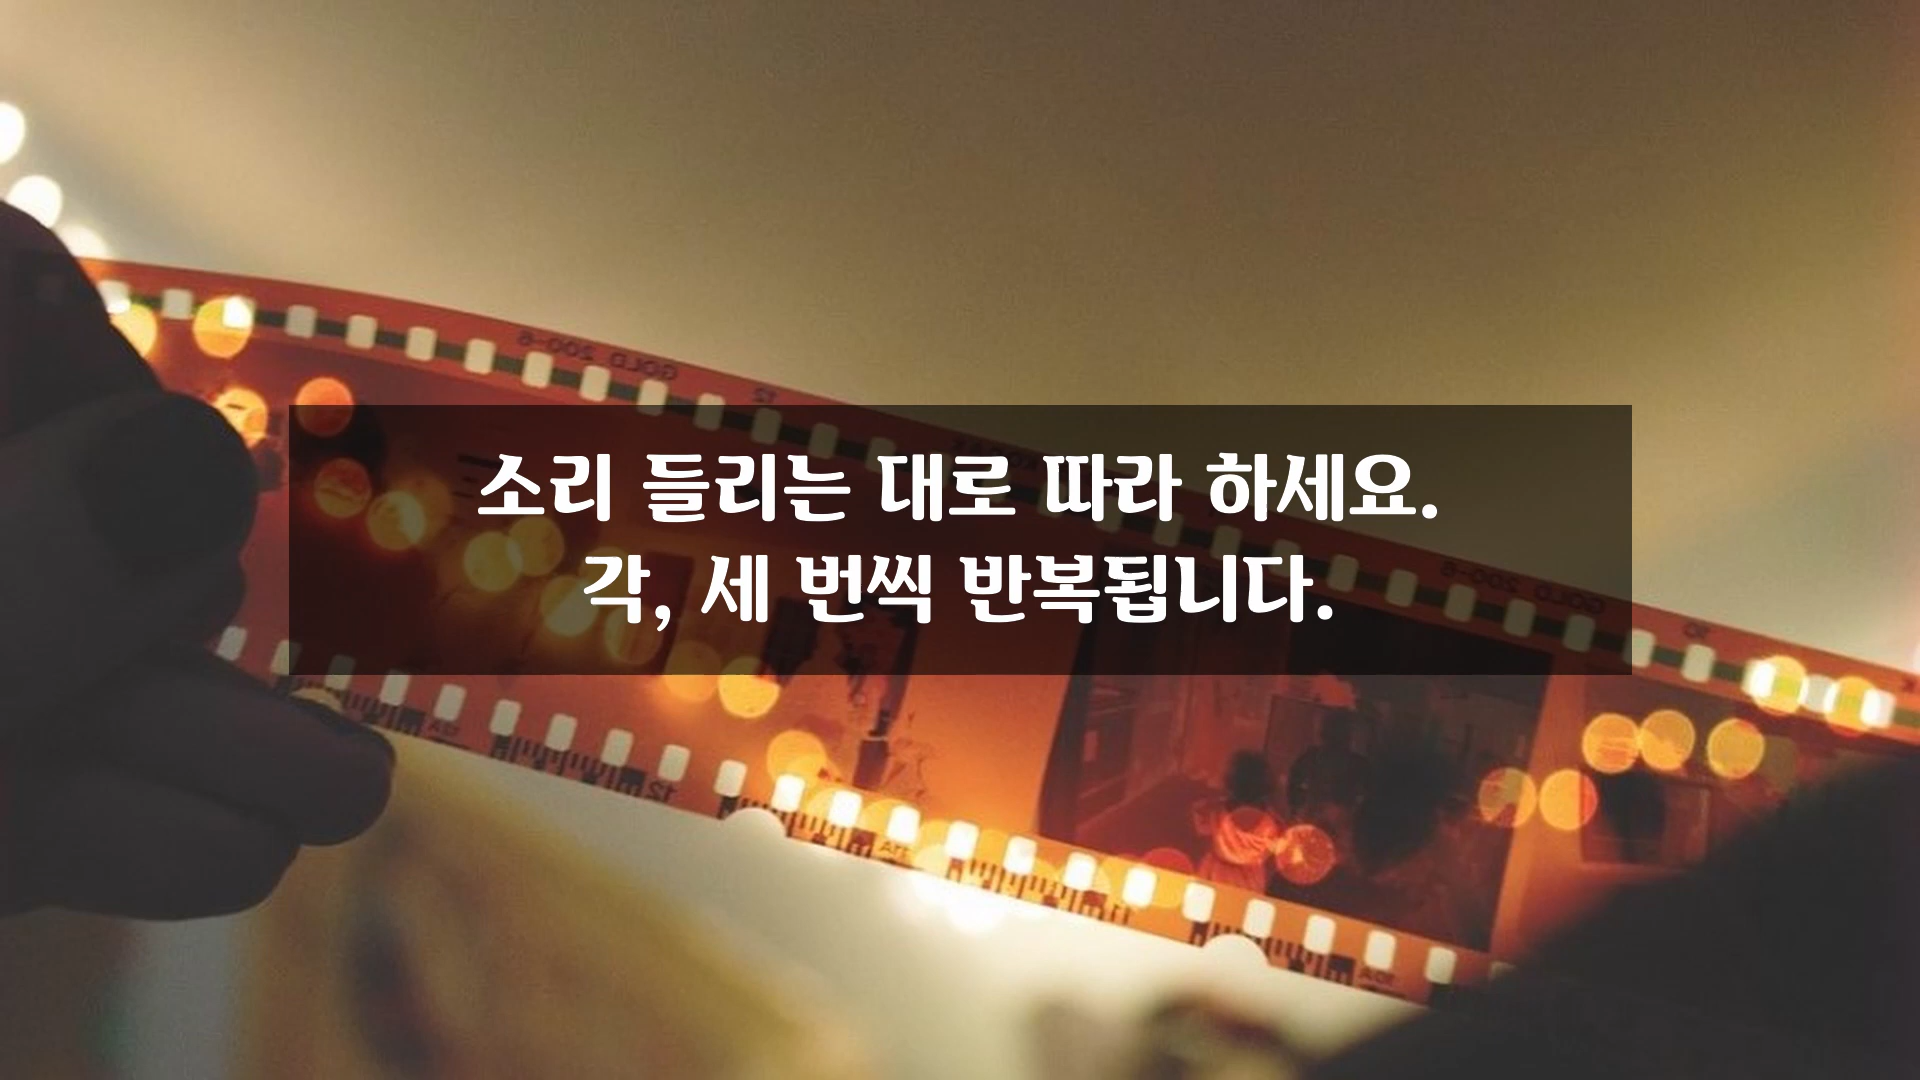 소리 들리는 대로 따라 하세요.
각, 세 번씩 반복됩니다.